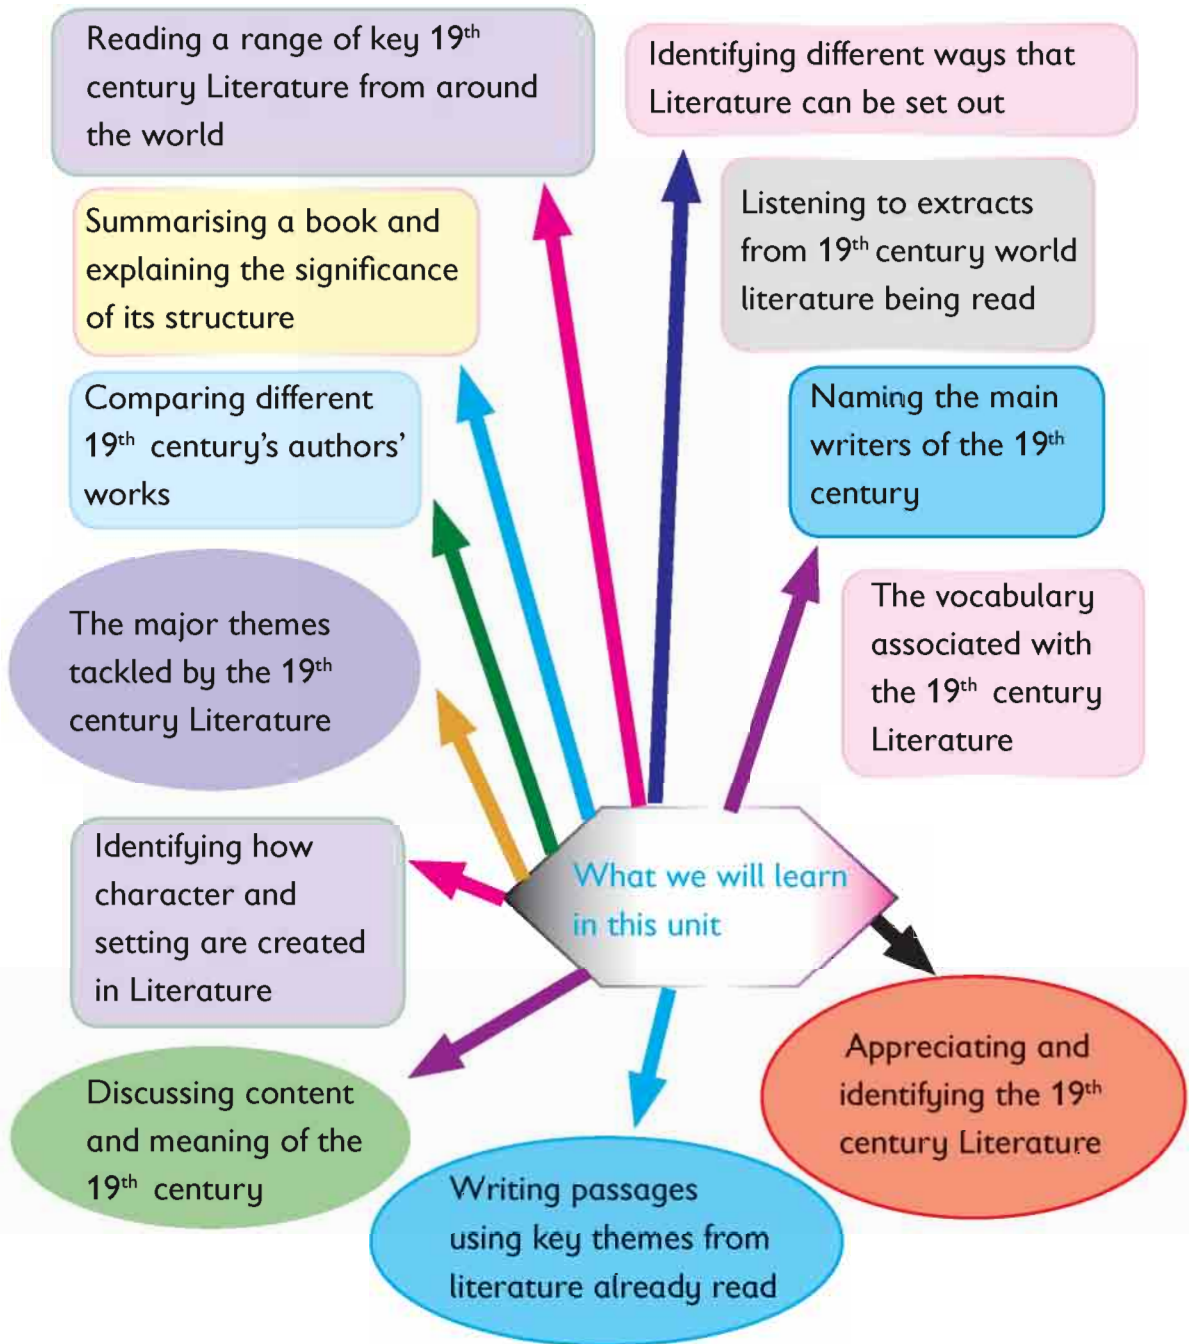 Reading a range of key 19th
century Literature from around
the world
Identifying different ways that
Literature can be set out
Summarising a book and
explaining the significance
of its structure
Listening to extracts
from 19th century world
literature being read
Comparing different
19th century's authors'
works
Naming the main
writers of the 19th
century
The major themes
tackled by the 19th
century Literature
The vocabulary
associated with
the 19th century
Literature
Identifying how
character and
setting are created
in Literature
What we will learn
in this unit
Discussing content
and meaning of the
19th century
Appreciating and
identifying the 19th
century Literature
Writing passages
using key themes from
literature already read